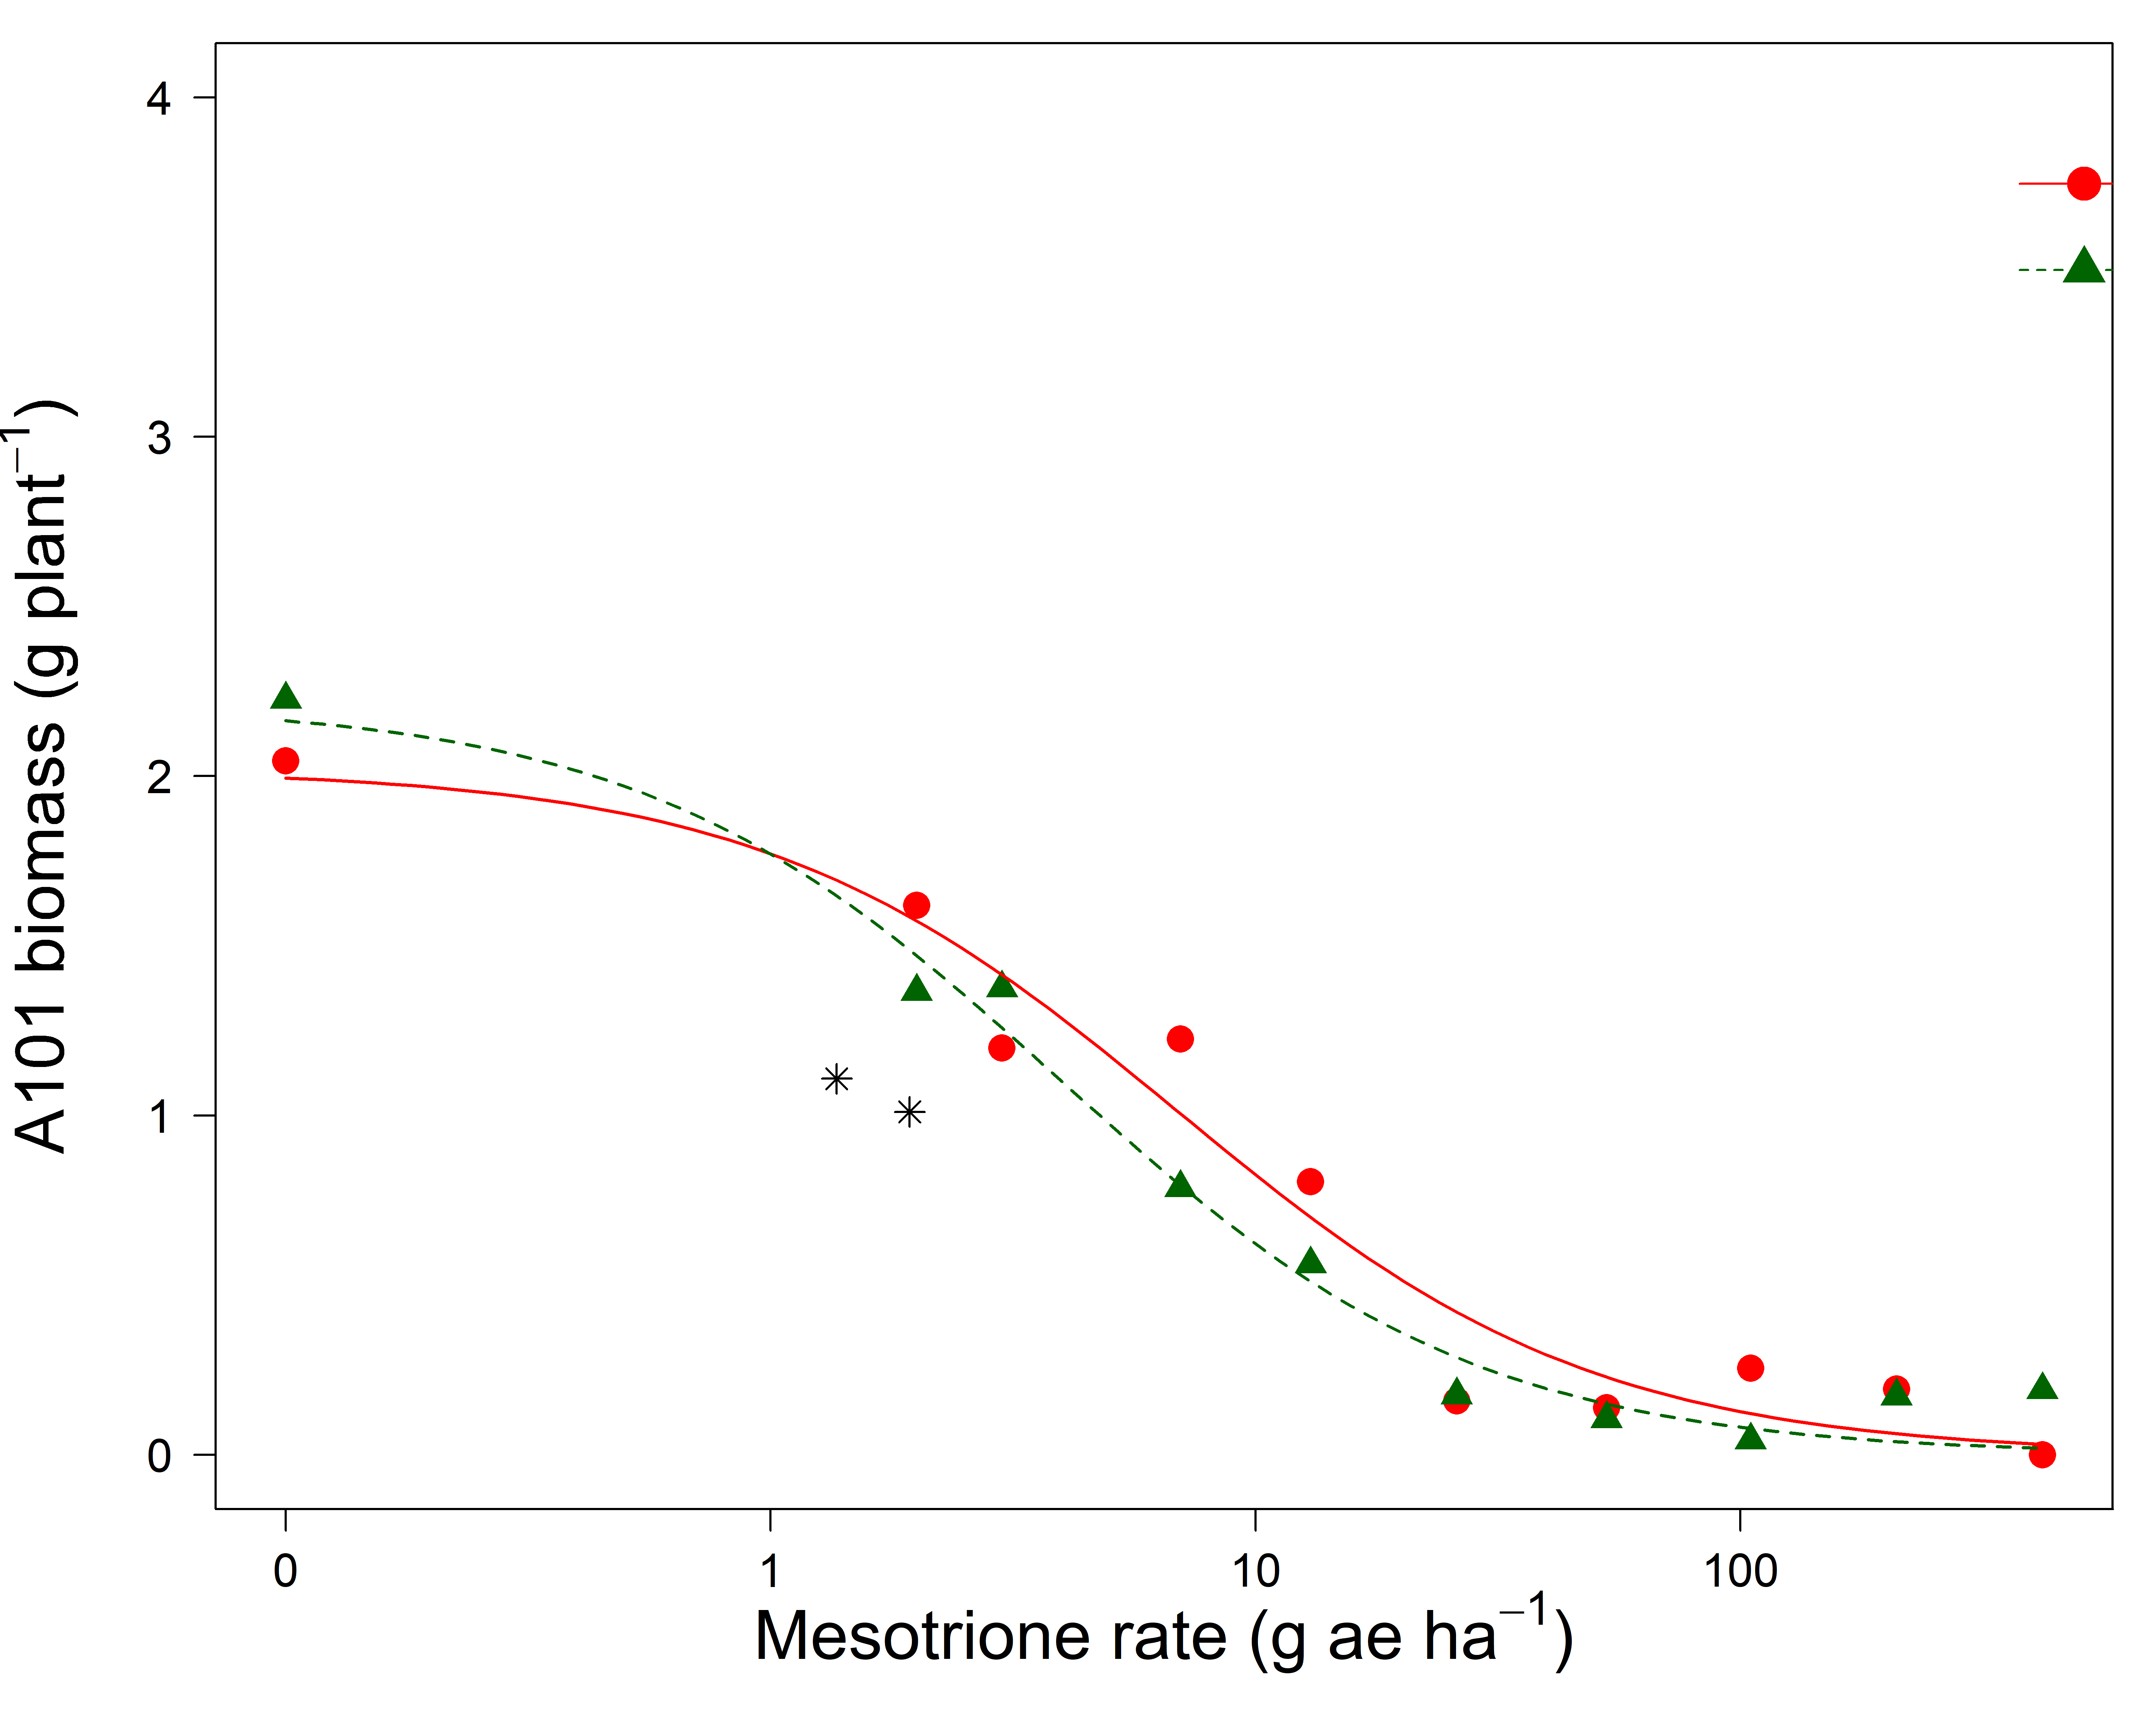 A101 biomass (g plant⁻¹)
4
3
2
1
0
0 1 10 100
Mesotrione rate (g ae ha⁻¹)